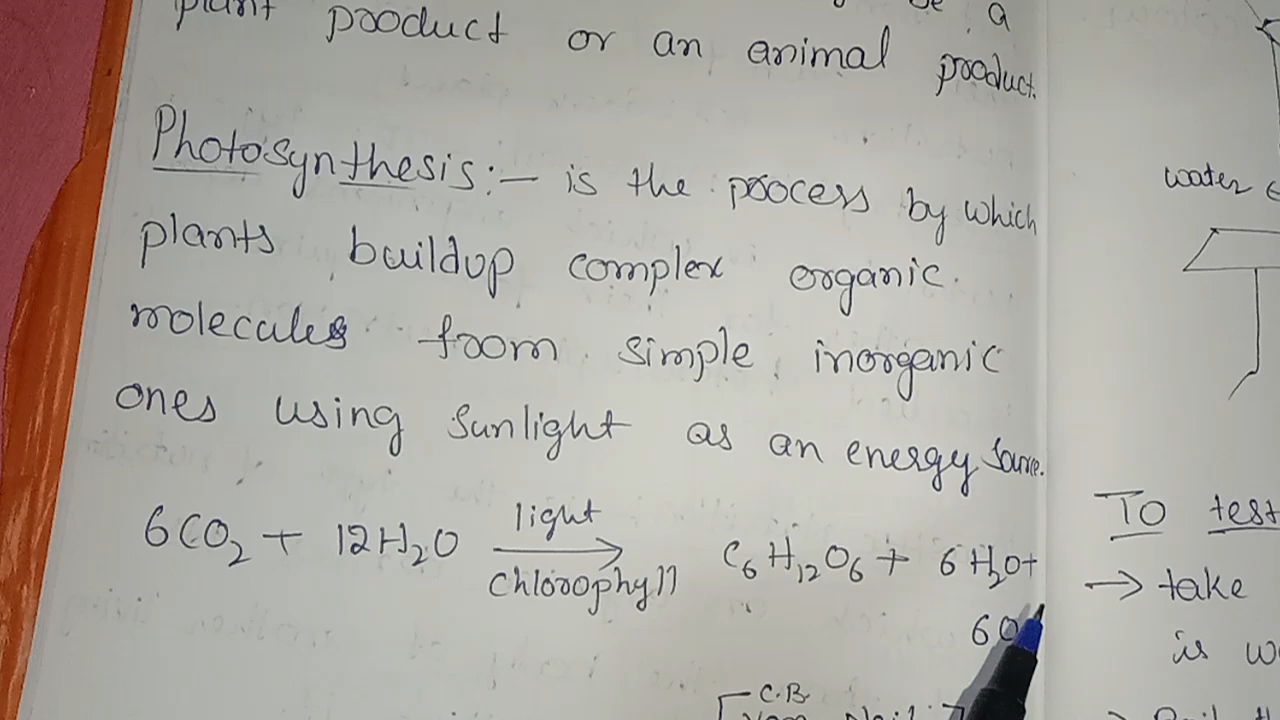 plant product or an animal product.
Photosynthesis:- is the process by which
plants buildup complex organic.
molecules from simple inorganic
ones using Sunlight as an energy source.
6CO₂ + 12H₂O light→ Chlorophyll C₆H₁₂O₆ + 6H₂O+
6O
C.B.
water
To test
→ take
is